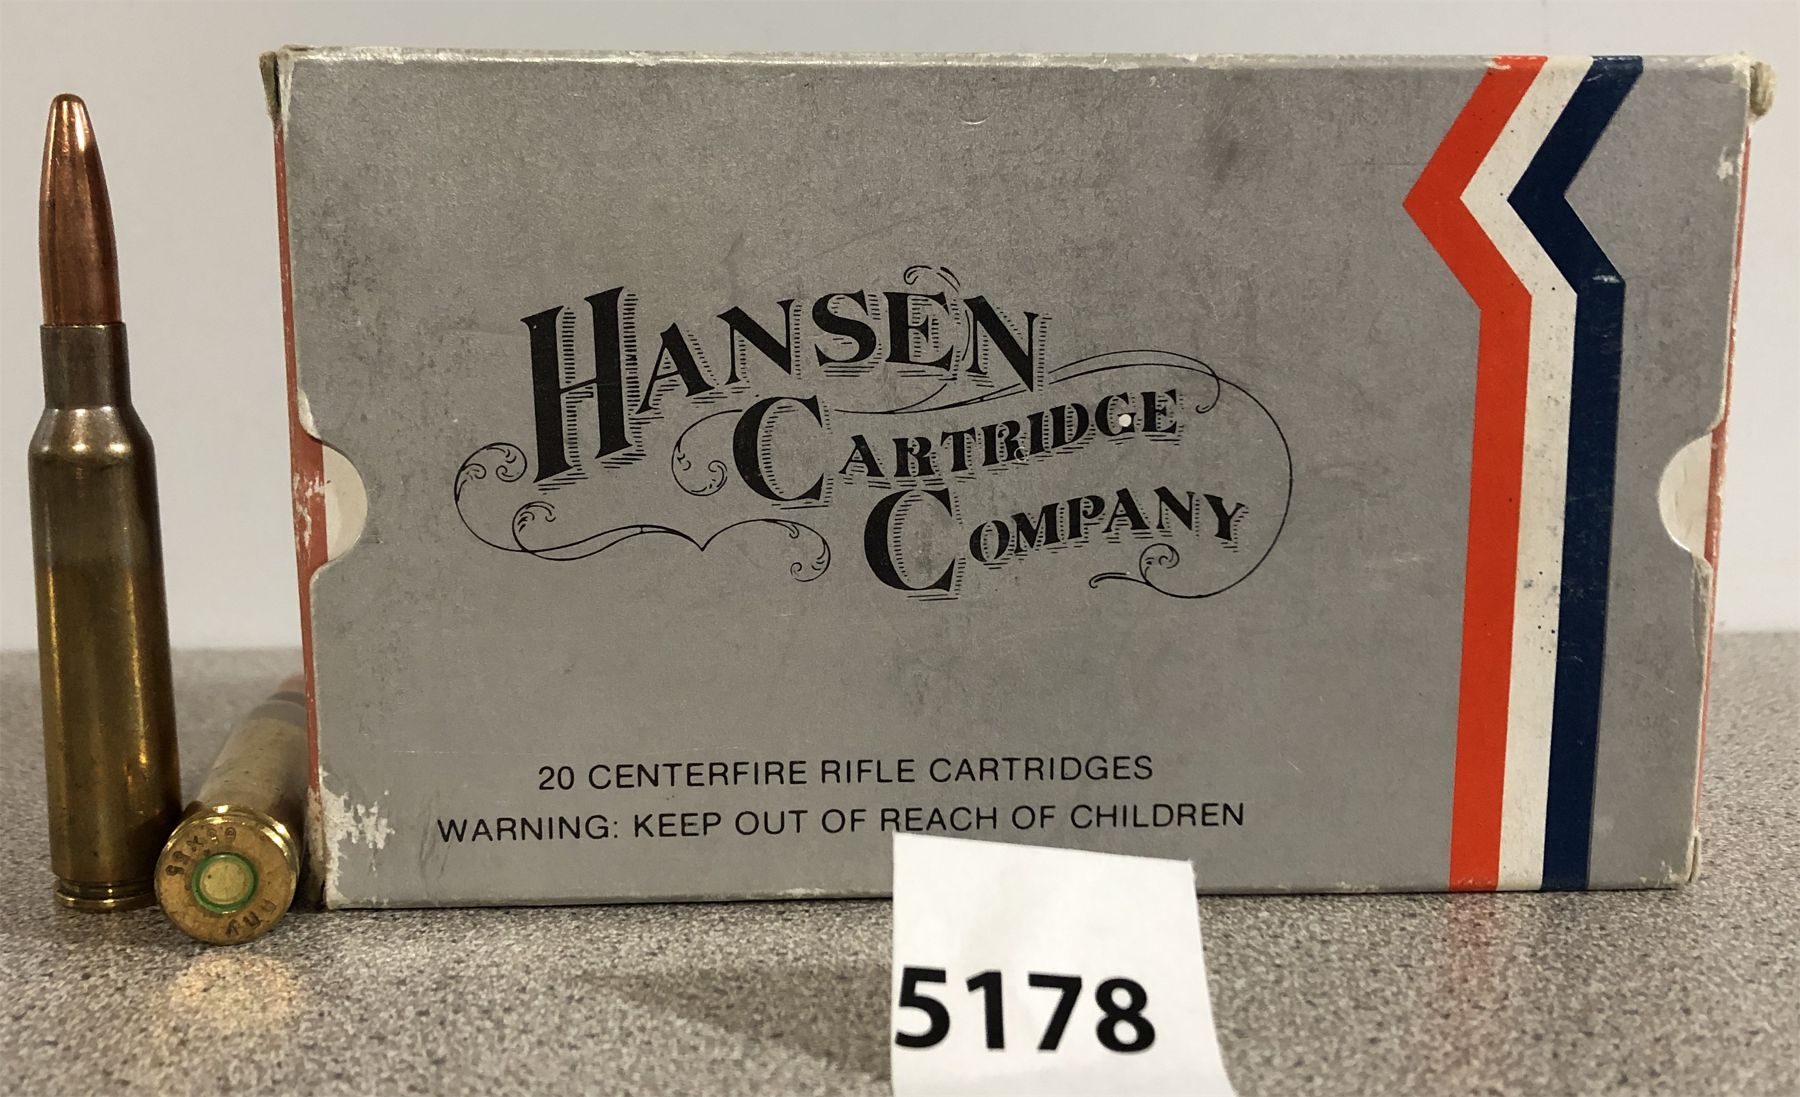 HANSEN
CARTRIDGE
COMPANY
20 CENTERFIRE RIFLE CARTRIDGES
WARNING: KEEP OUT OF REACH OF CHILDREN
5178